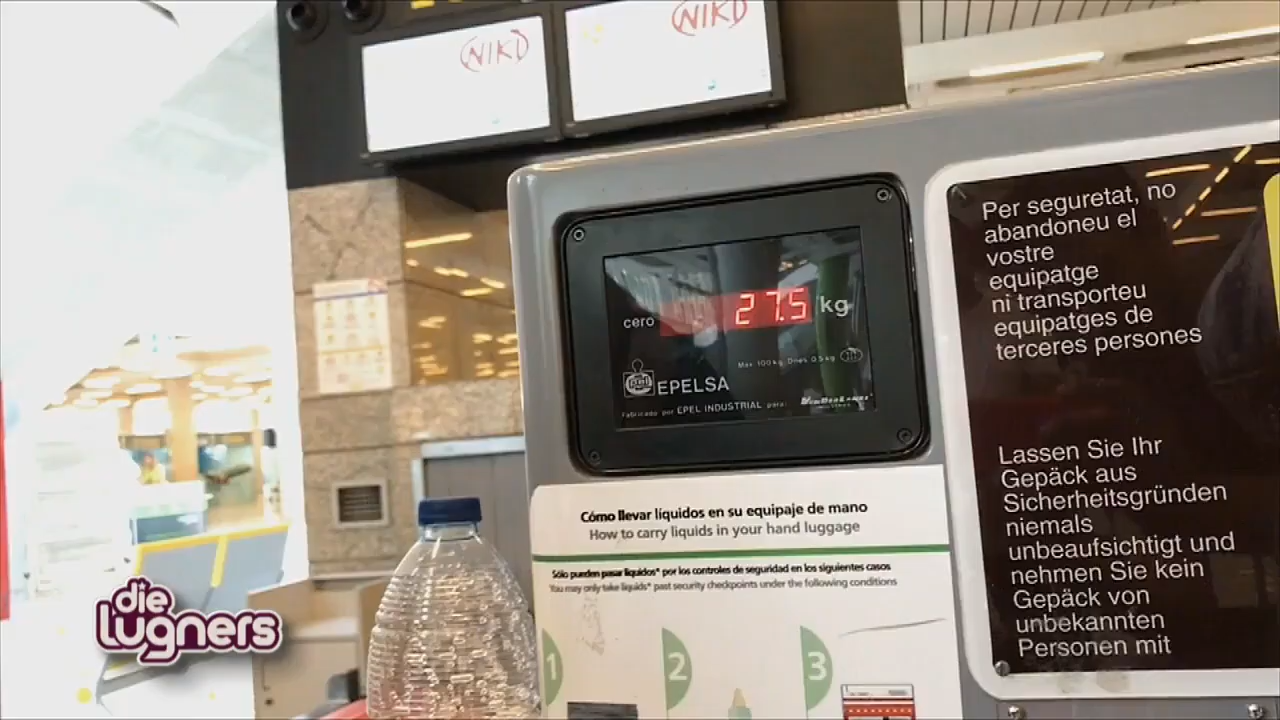 NIKI
NIKI
27.5 kg
cero
Max. 100 kg Div. 0.5 kg
EPELSA
Fabricado por EPEL INDUSTRIAL para:
Cómo llevar líquidos en su equipaje de mano
How to carry liquids in your hand luggage
Sólo pueden pasar líquidos* por los controles de seguridad en los siguientes casos
You may only take liquids* past security checkpoints under the following conditions
1 2 3
Per seguretat, no
abandoneu el
vostre
equipatge
ni transporteu
equipatges de
terceres persones
Lassen Sie Ihr
Gepäck aus
Sicherheitsgründen
niemals
unbeaufsichtigt und
nehmen Sie kein
Gepäck von
unbekannten
Personen mit
die
lugners